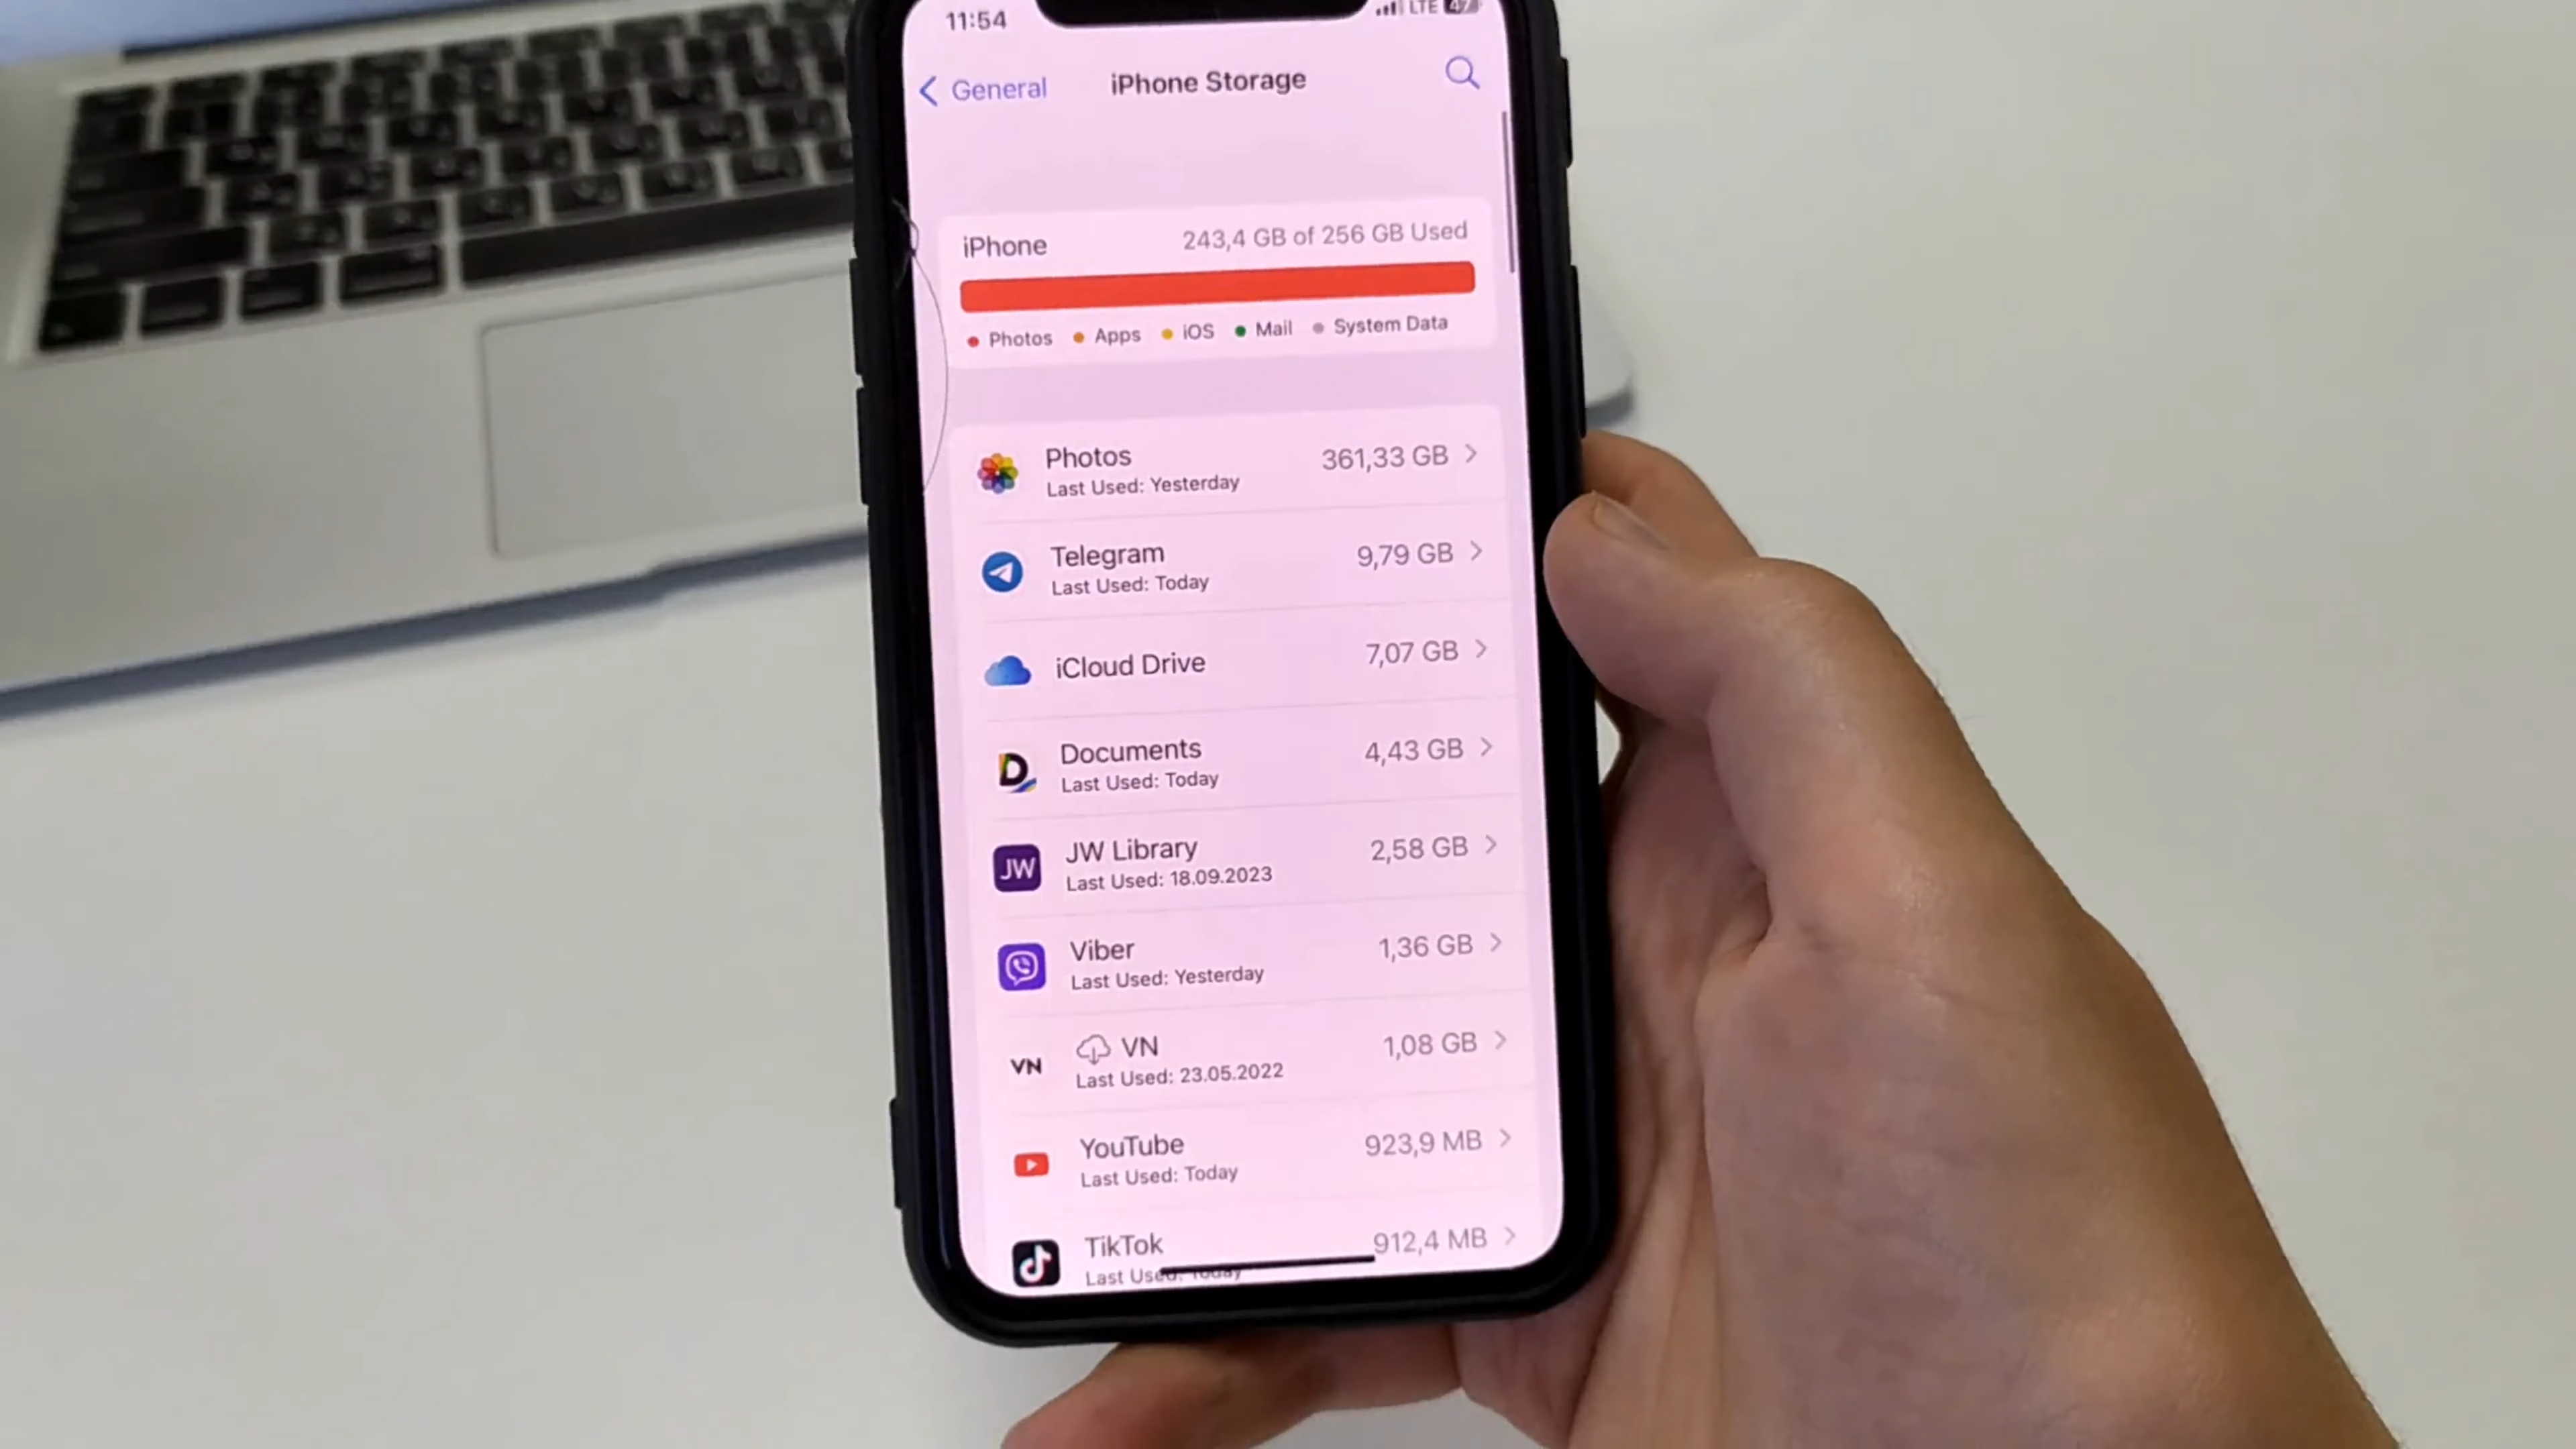 11:54 LTE 47
General iPhone Storage
iPhone 243,4 GB of 256 GB Used
Photos Apps iOS Mail System Data
Photos 361,33 GB
Last Used: Yesterday
Telegram 9,79 GB
Last Used: Today
iCloud Drive 7,07 GB
D Documents 4,43 GB
Last Used: Today
JW JW Library 2,58 GB
Last Used: 18.09.2023
Viber 1,36 GB
Last Used: Yesterday
VN VN 1,08 GB
Last Used: 23.05.2022
YouTube 923,9 MB
Last Used: Today
TikTok 912,4 MB
Last Used: Today